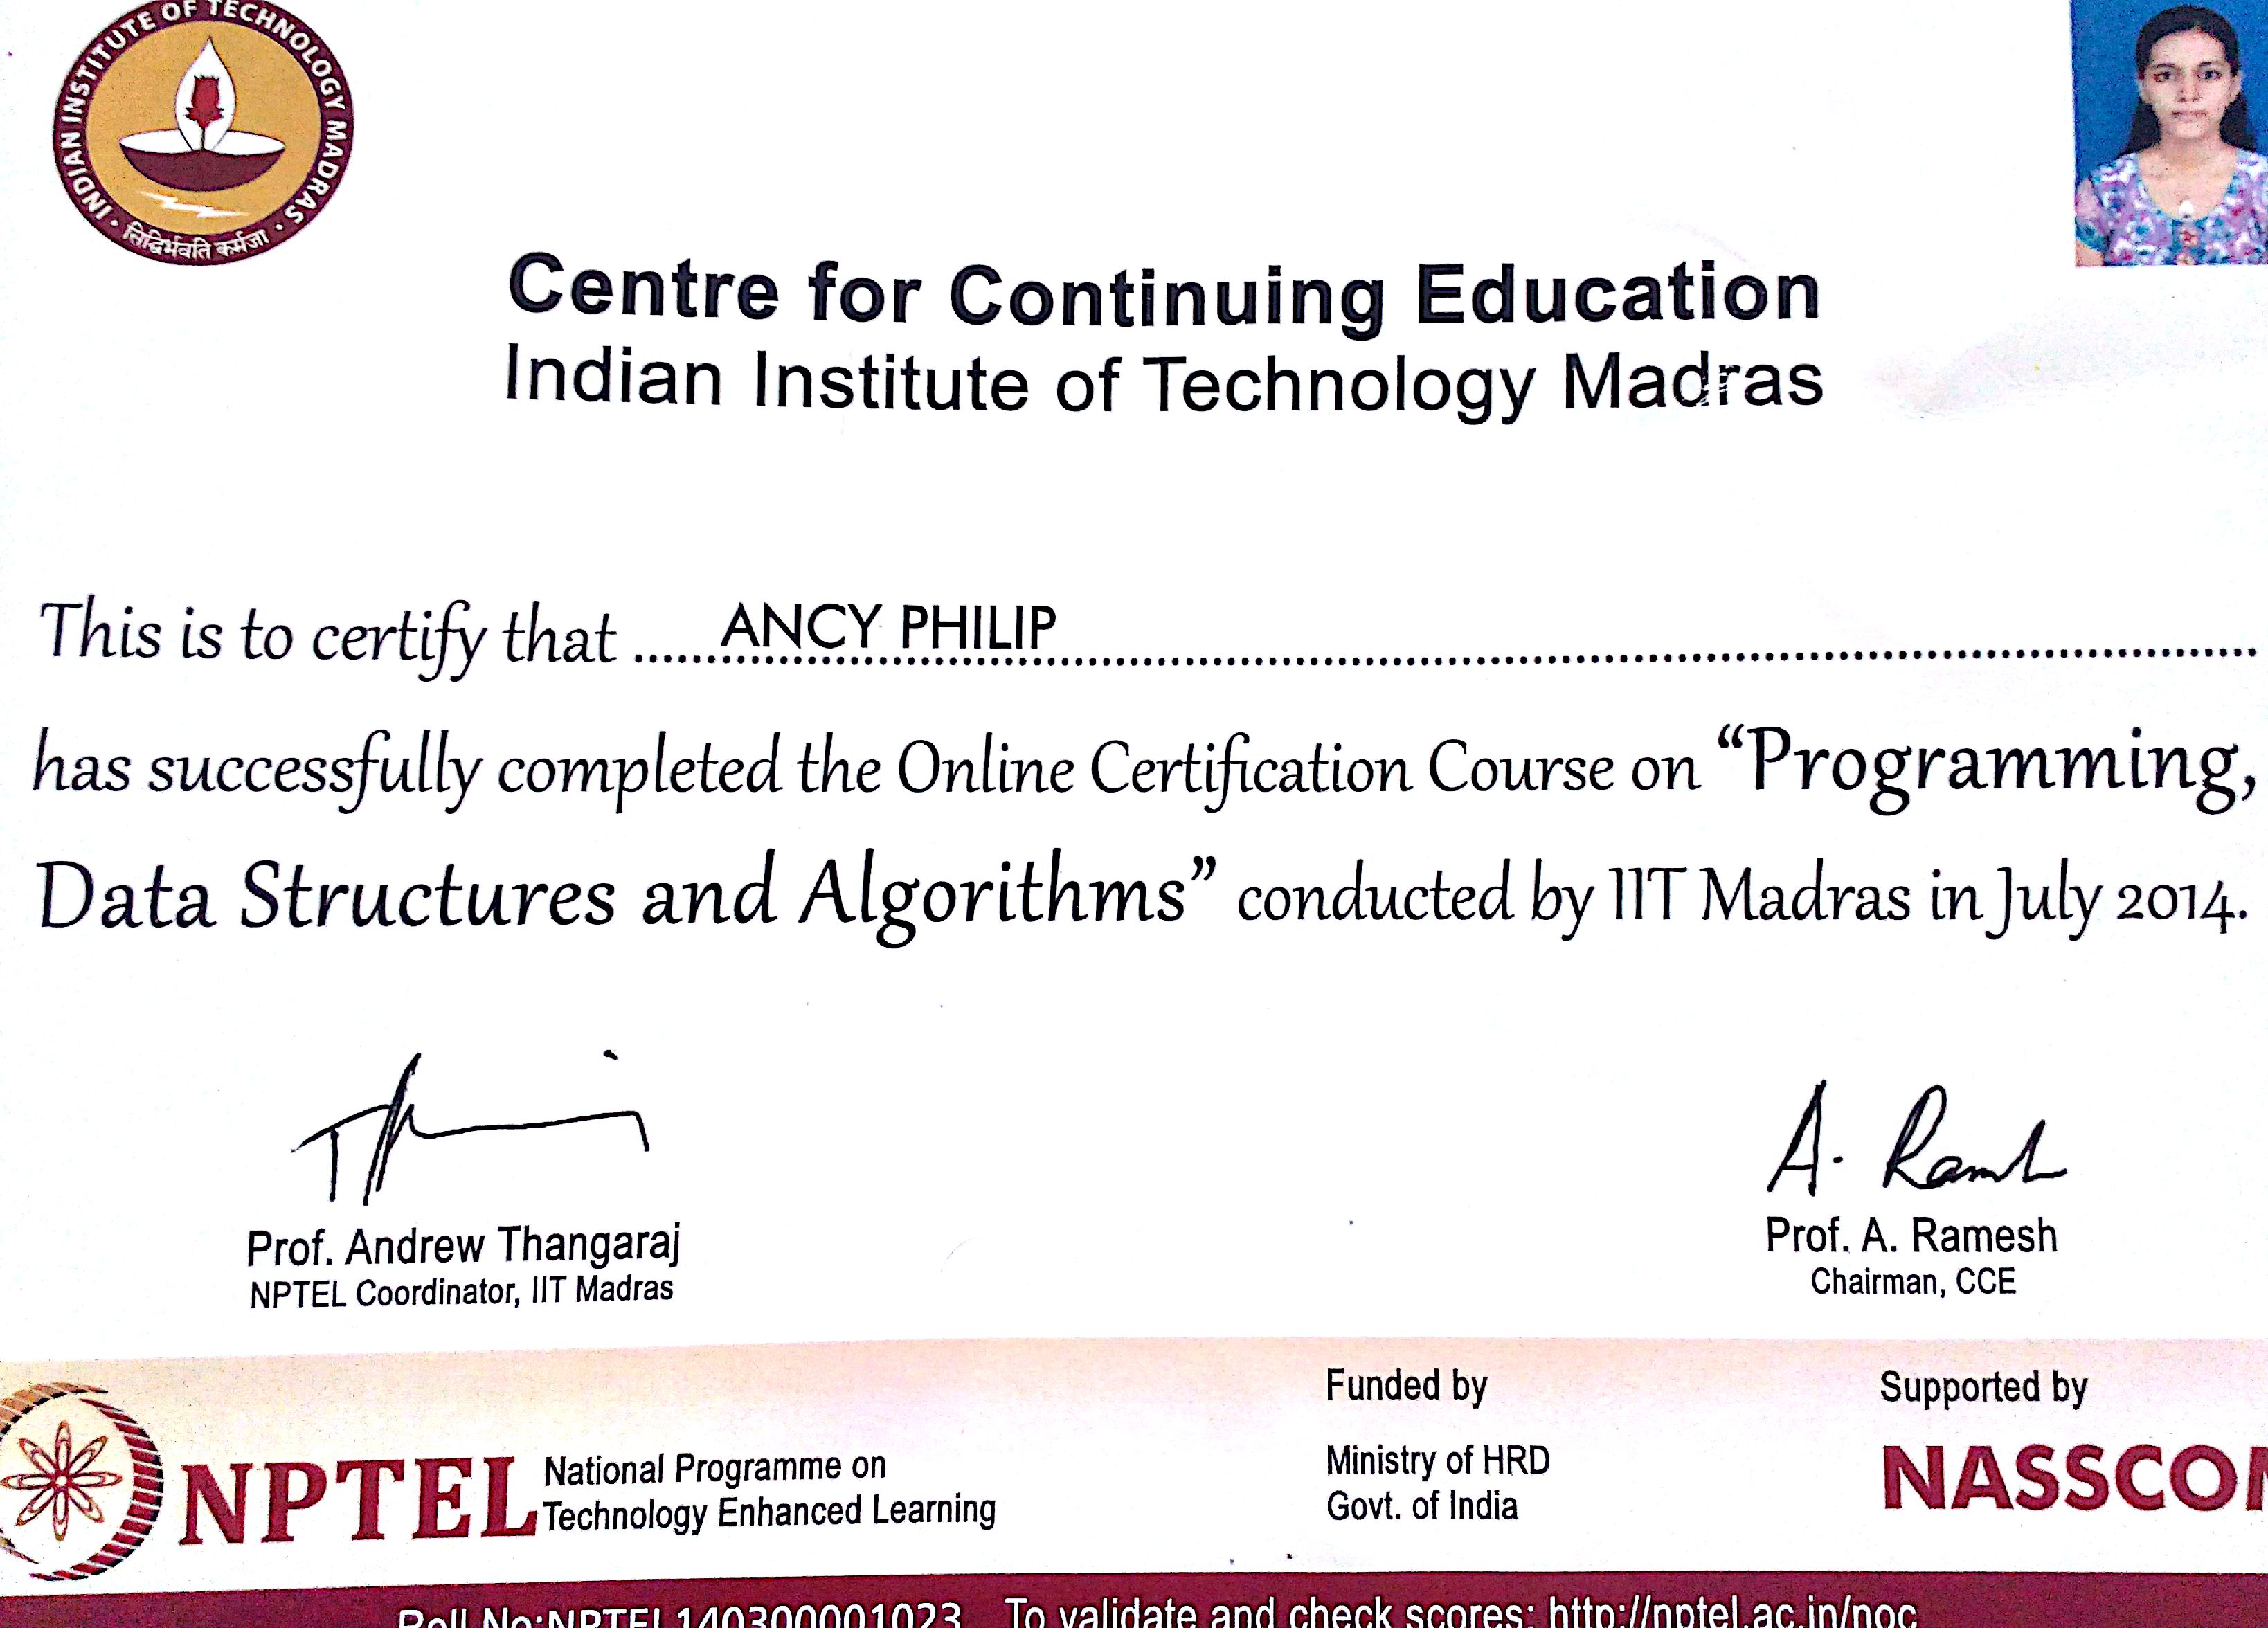 INDIAN INSTITUTE OF TECHNOLOGY MADRAS
सिद्धिर्भवति कर्मजा
Centre for Continuing Education
Indian Institute of Technology Madras
This is to certify that ......ANCY PHILIP......
has successfully completed the Online Certification Course on “Programming,
Data Structures and Algorithms” conducted by IIT Madras in July 2014.
A. Ramesh
Prof. Andrew Thangaraj
NPTEL Coordinator, IIT Madras
Prof. A. Ramesh
Chairman, CCE
NPTEL
National Programme on
Technology Enhanced Learning
Funded by
Ministry of HRD
Govt. of India
Supported by
NASSCOM
Roll No:NPTEL140300001023 To validate and check scores: http://nptel.ac.in/noc